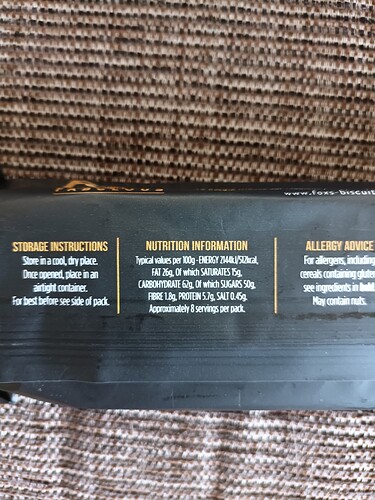 www.foxs-biscuit
STORAGE INSTRUCTIONS
Store in a cool, dry place.
Once opened, place in an
airtight container.
For best before see side of pack.
NUTRITION INFORMATION
Typical values per 100g - ENERGY 2144kJ/512kcal,
FAT 26g, Of which SATURATES 15g,
CARBOHYDRATE 62g, Of which SUGARS 50g,
FIBRE 1.8g, PROTEIN 5.7g, SALT 0.45g.
Approximately 8 servings per pack.
ALLERGY ADVICE
For allergens, including
cereals containing gluten
see ingredients in bold
May contain nuts.